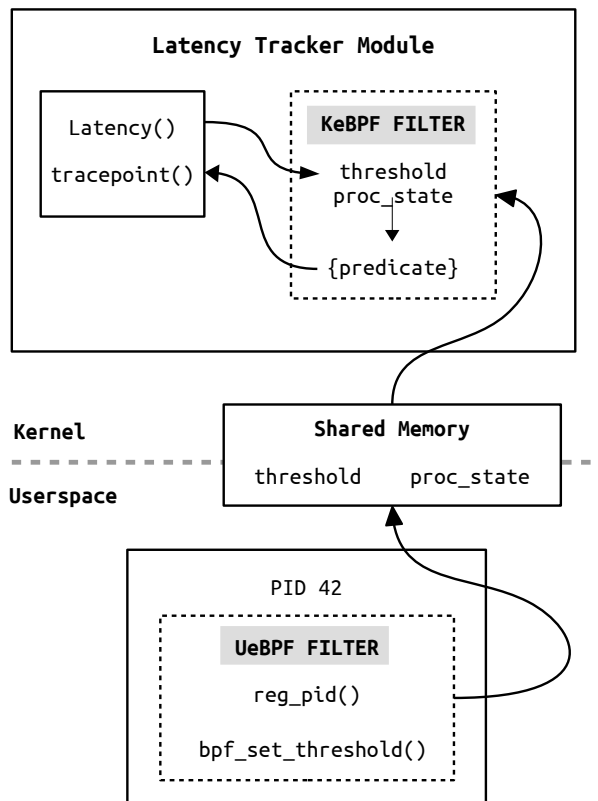 Latency Tracker Module
Latency()
tracepoint()
KeBPF FILTER
threshold
proc_state
{predicate}
Kernel
Userspace
Shared Memory
threshold proc_state
PID 42
UeBPF FILTER
reg_pid()
bpf_set_threshold()